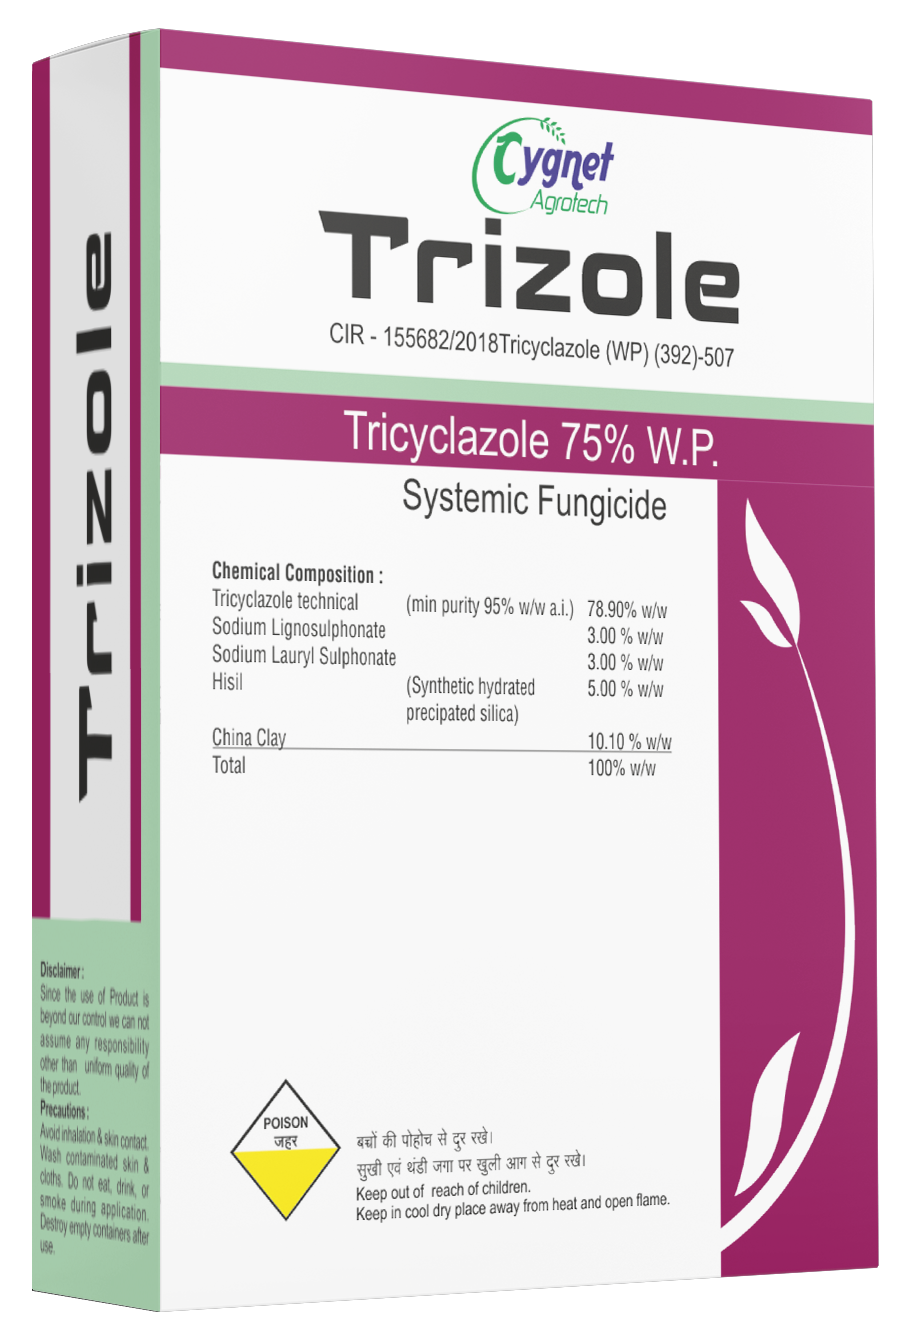 Cygnet
Agrotech
Trizole
CIR - 155682/2018Tricyclazole (WP) (392)-507
Tricyclazole 75% W.P.
Systemic Fungicide
Chemical Composition :
Tricyclazole technical (min purity 95% w/w a.i.) 78.90% w/w
Sodium Lignosulphonate 3.00 % w/w
Sodium Lauryl Sulphonate 3.00 % w/w
Hisil (Synthetic hydrated 5.00 % w/w
precipated silica)
China Clay 10.10 % w/w
Total 100% w/w
POISON
जहर
बच्चों की पोहोच से दुर रखे।
सुखी एवं थंडी जगा पर खुली आग से दुर रखे।
Keep out of reach of children.
Keep in cool dry place away from heat and open flame.
Trizole
Disclaimer :
Since the use of Product is
beyond our control we can not
assume any responsibility
other than uniform quality of
the product.
Precautions :
Avoid inhalation & skin contact.
Wash contaminated skin &
cloths. Do not eat, drink, or
smoke during application.
Destroy empty containers after
use.